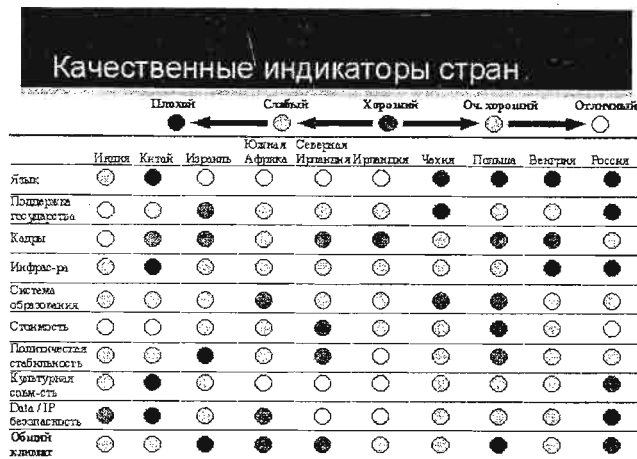 Качественные индикаторы стран
Плохой Слабый Хороший Оч. хороший Отличный
Южная Северная
Индия Китай Израиль Африка Ирландия Ирландия Чехия Польша Венгрия Россия
Язык
Поддержка
государства
Кадры
Инфрас-ра
Система
образования
Стоимость
Политическая
стабильность
Культурная
совм-сть
Data / IP
безопасность
Общий
климат